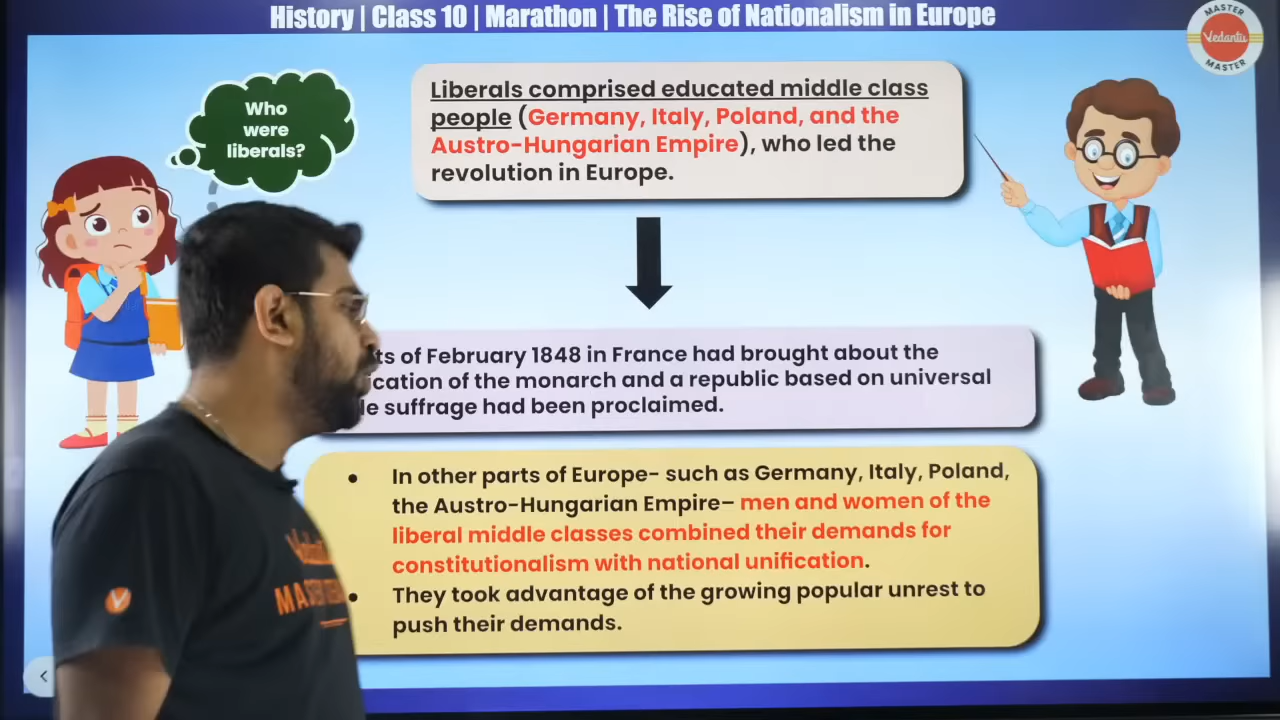 History | Class 10 | Marathon | The Rise of Nationalism in Europe
MASTER
Vedantu
MASTER
Who
were
liberals?
Liberals comprised educated middle class
people (Germany, Italy, Poland, and the
Austro-Hungarian Empire), who led the
revolution in Europe.
of February 1848 in France had brought about the
of the monarch and a republic based on universal
suffrage had been proclaimed.
• In other parts of Europe- such as Germany, Italy, Poland,
the Austro-Hungarian Empire– men and women of the
liberal middle classes combined their demands for
constitutionalism with national unification.
• They took advantage of the growing popular unrest to
push their demands.